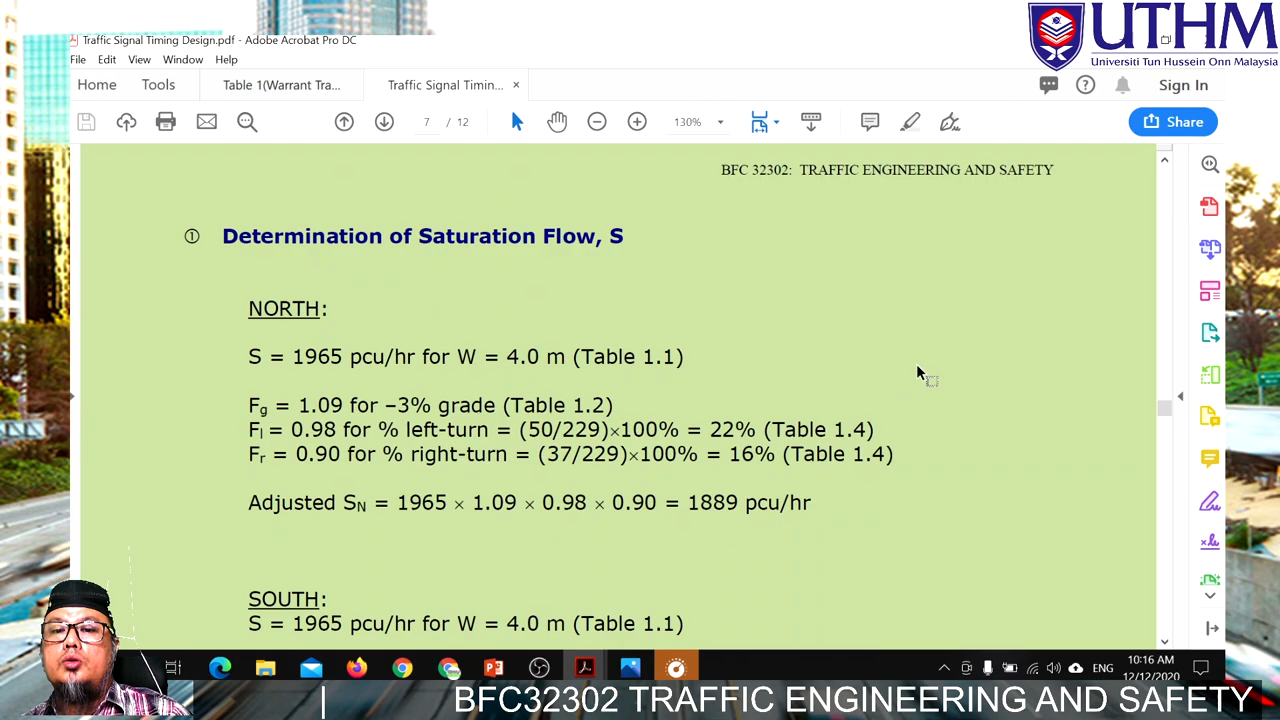 UTHM
Universiti Tun Hussein Onn Malaysia
Traffic Signal Timing Design.pdf - Adobe Acrobat Pro DC
File Edit View Window Help
Home Tools Table 1(Warrant Tra... Traffic Signal Timin... ×
Sign In
7 / 12 130% Share
BFC 32302: TRAFFIC ENGINEERING AND SAFETY
① Determination of Saturation Flow, S
NORTH:
S = 1965 pcu/hr for W = 4.0 m (Table 1.1)
Fg = 1.09 for –3% grade (Table 1.2)
Fl = 0.98 for % left-turn = (50/229)×100% = 22% (Table 1.4)
Fr = 0.90 for % right-turn = (37/229)×100% = 16% (Table 1.4)
Adjusted SN = 1965 × 1.09 × 0.98 × 0.90 = 1889 pcu/hr
SOUTH:
S = 1965 pcu/hr for W = 4.0 m (Table 1.1)
ENG 10:16 AM
12/12/2020
| BFC32302 TRAFFIC ENGINEERING AND SAFETY